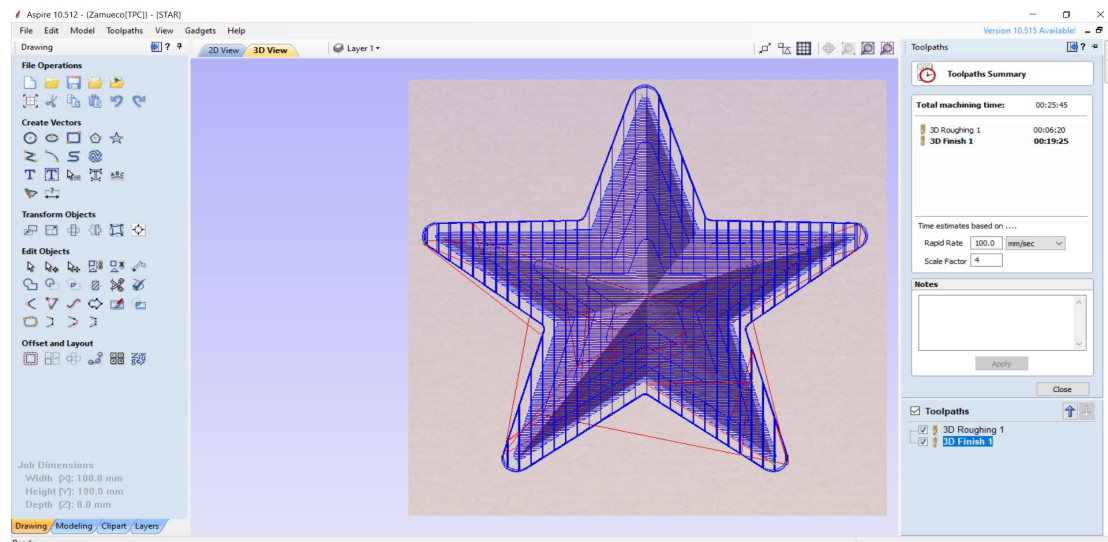 Aspire 10.512 - {Zamueco[TPC]} - [STAR]
File Edit Model Toolpaths View Gadgets Help
Version 10.515 Available!
Drawing
2D View 3D View
Layer 1
Toolpaths
File Operations
Create Vectors
Transform Objects
Edit Objects
Offset and Layout
Job Dimensions
Width [X]: 100.0 mm
Height [Y]: 100.0 mm
Depth [Z]: 8.0 mm
Drawing Modeling Clipart Layers
Toolpaths Summary
Total machining time: 00:25:45
3D Roughing 1 00:06:20
3D Finish 1 00:19:25
Time estimates based on ....
Rapid Rate 100.0 mm/sec
Scale Factor 4
Notes
Apply
Close
Toolpaths
3D Roughing 1
3D Finish 1